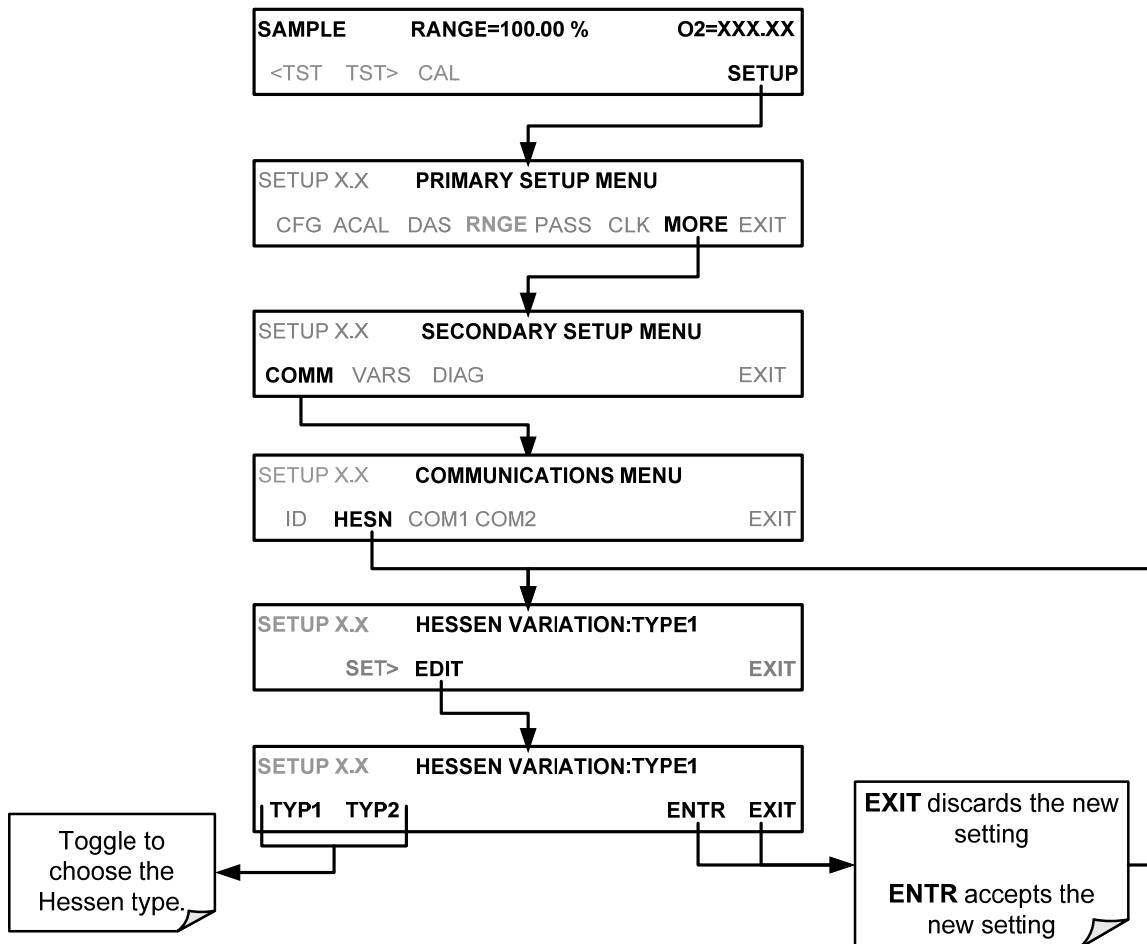 SAMPLE RANGE=100.00 % O2=XXX.XX
<TST TST> CAL SETUP
SETUP X.X PRIMARY SETUP MENU
CFG ACAL DAS RNGE PASS CLK MORE EXIT
SETUP X.X SECONDARY SETUP MENU
COMM VARS DIAG EXIT
SETUP X.X COMMUNICATIONS MENU
ID HESN COM1 COM2 EXIT
SETUP X.X HESSEN VARIATION:TYPE1
SET> EDIT EXIT
SETUP X.X HESSEN VARIATION:TYPE1
TYP1 TYP2 ENTR EXIT
Toggle to
choose the
Hessen type.
EXIT discards the new
setting
ENTR accepts the
new setting